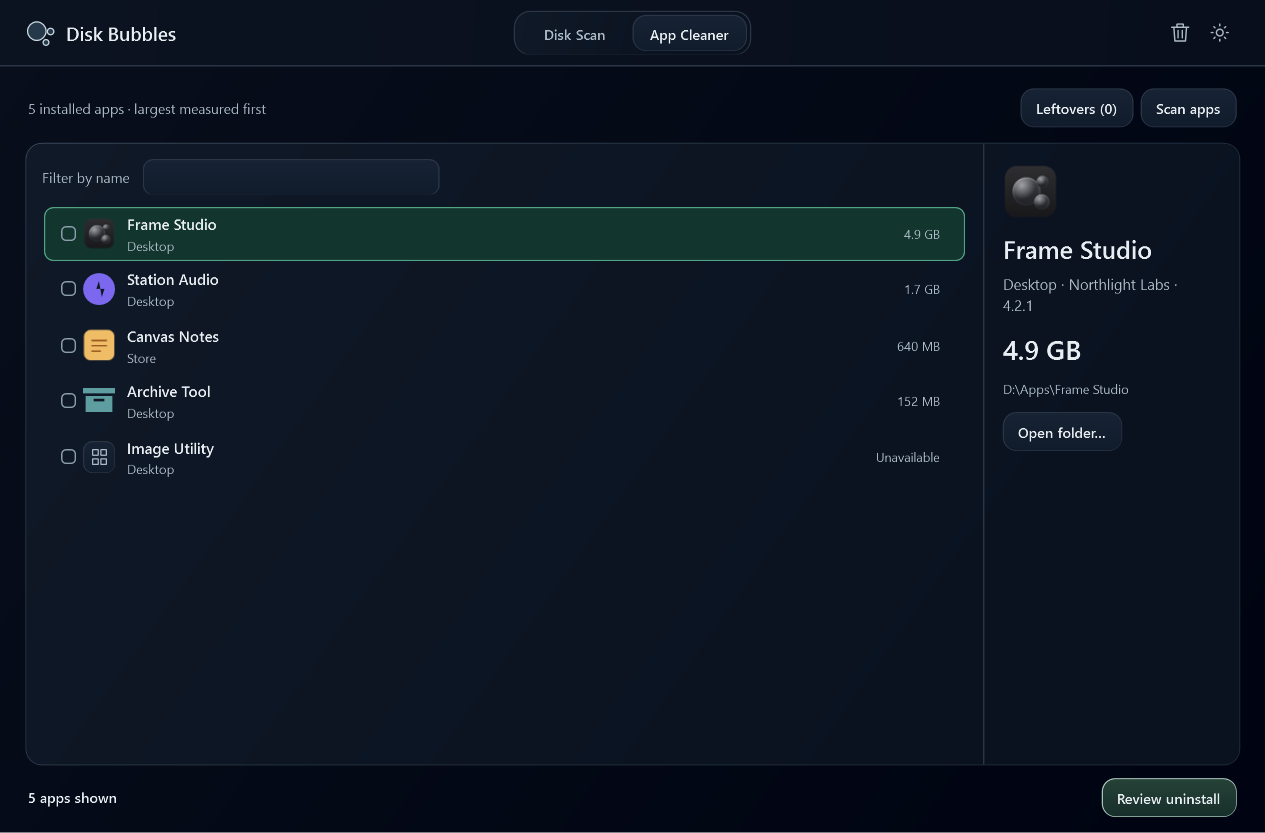 Disk Bubbles
Disk Scan
App Cleaner
5 installed apps · largest measured first
Leftovers (0)
Scan apps
Filter by name
Frame Studio
Desktop
4.9 GB
Station Audio
Desktop
1.7 GB
Canvas Notes
Store
640 MB
Archive Tool
Desktop
152 MB
Image Utility
Desktop
Unavailable
Frame Studio
Desktop · Northlight Labs ·
4.2.1
4.9 GB
D:\Apps\Frame Studio
Open folder...
5 apps shown
Review uninstall